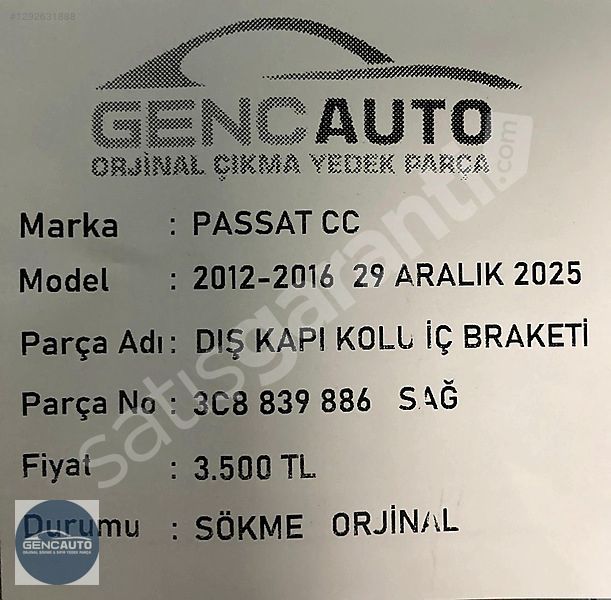 #1292631888
GENCAUTO
ORJİNAL ÇIKMA YEDEK PARÇA
Marka : PASSAT CC
Model : 2012-2016 29 ARALIK 2025
Parça Adı : DIŞ KAPI KOLU İÇ BRAKETİ
Parça No : 3C8 839 886 SAĞ
Fiyat : 3.500 TL
Durumu : SÖKME ORJİNAL
satışgaranti.com
GENCAUTO